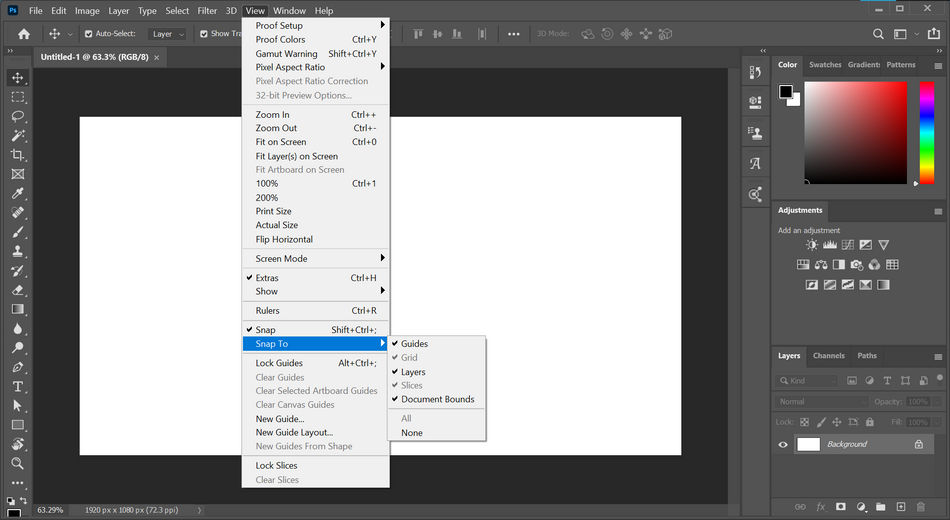 Ps File Edit Image Layer Type Select Filter 3D View Window Help
Auto-Select: Layer Show Tra 3D Mode:
Untitled-1 @ 63.3% (RGB/8) ×
Proof Setup
Proof Colors Ctrl+Y
Gamut Warning Shift+Ctrl+Y
Pixel Aspect Ratio
Pixel Aspect Ratio Correction
32-bit Preview Options...
Zoom In Ctrl++
Zoom Out Ctrl+-
Fit on Screen Ctrl+0
Fit Layer(s) on Screen
Fit Artboard on Screen
100% Ctrl+1
200%
Print Size
Actual Size
Flip Horizontal
Screen Mode
Extras Ctrl+H
Show
Rulers Ctrl+R
Snap Shift+Ctrl+;
Snap To
Lock Guides Alt+Ctrl+;
Clear Guides
Clear Selected Artboard Guides
Clear Canvas Guides
New Guide...
New Guide Layout...
New Guides From Shape
Lock Slices
Clear Slices
Guides
Grid
Layers
Slices
Document Bounds
All
None
Color Swatches Gradient: Patterns
Adjustments
Add an adjustment
Layers Channels Paths
Kind
Normal Opacity: 100%
Lock: Fill: 100%
Background
63.29% 1920 px x 1080 px (72.3 ppi)